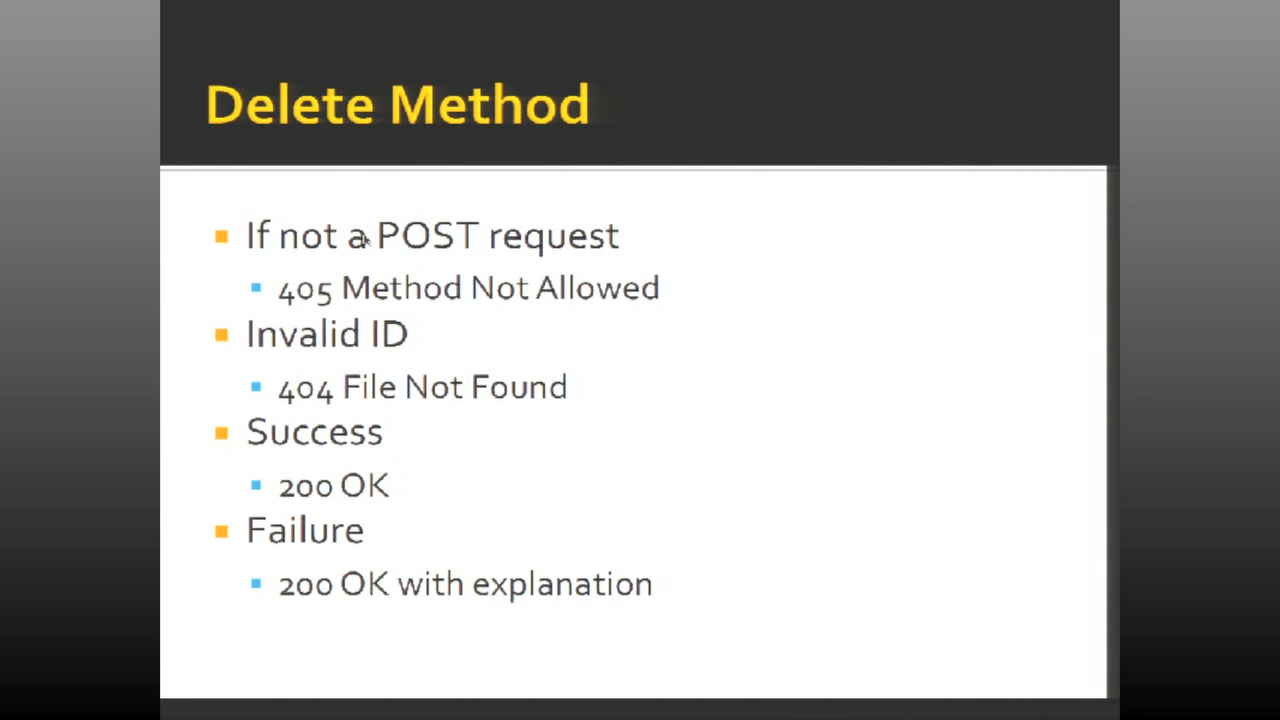 Delete Method
If not a POST request
405 Method Not Allowed
Invalid ID
404 File Not Found
Success
200 OK
Failure
200 OK with explanation